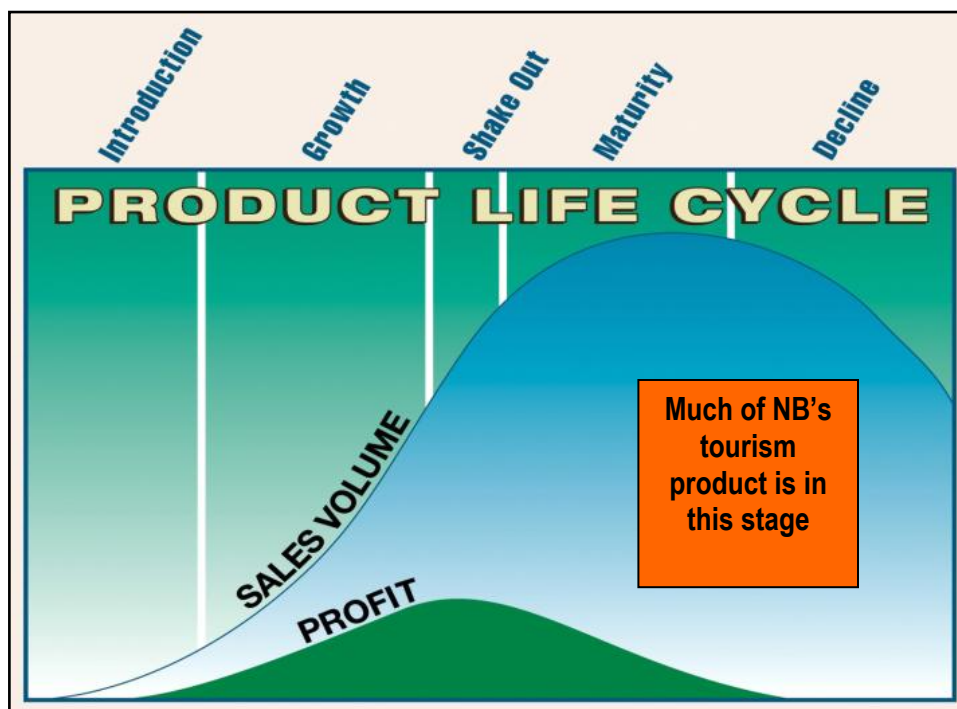 Introduction
Growth
Shake Out
Maturity
Decline
PRODUCT LIFE CYCLE
SALES VOLUME
PROFIT
Much of NB’s
tourism
product is in
this stage